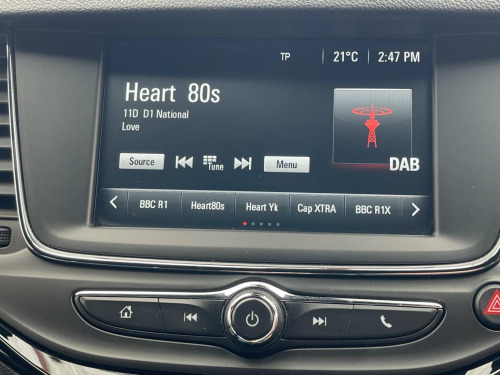 TP 21°C 2:47 PM
Heart 80s
11D D1 National
Love
Source Tune Menu
DAB
BBC R1 Heart80s Heart Yk Cap XTRA BBC R1X